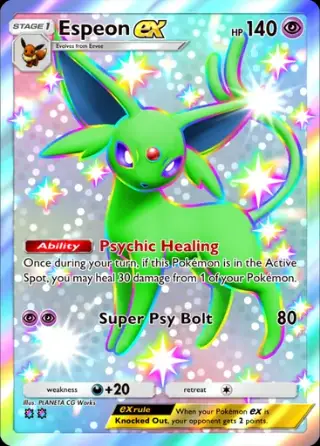 STAGE 1 Espeon ex HP 140
Evolves from Eevee
Ability Psychic Healing
Once during your turn, if this Pokémon is in the Active
Spot, you may heal 30 damage from 1 of your Pokémon.
Super Psy Bolt 80
weakness +20 retreat
Illus. PLANETA CG Works
ex rule When your Pokémon ex is
Knocked Out, your opponent gets 2 points.